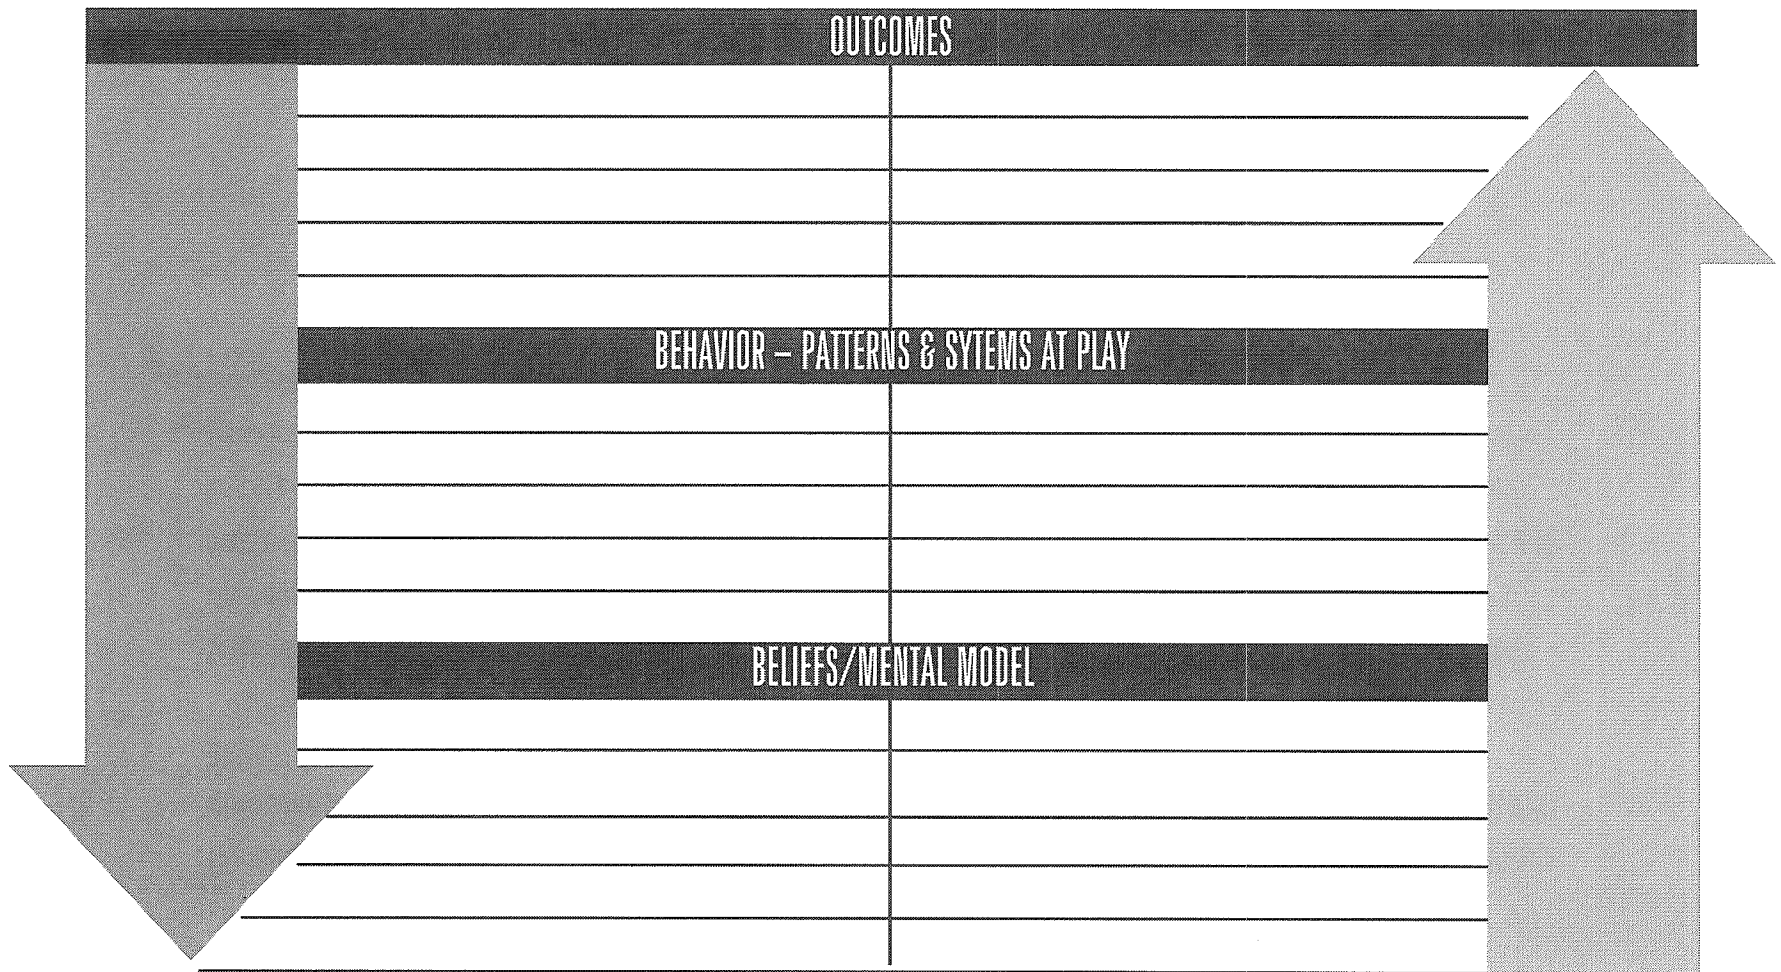 OUTCOMES
BEHAVIOR – PATTERNS & SYTEMS AT PLAY
BELIEFS/MENTAL MODEL